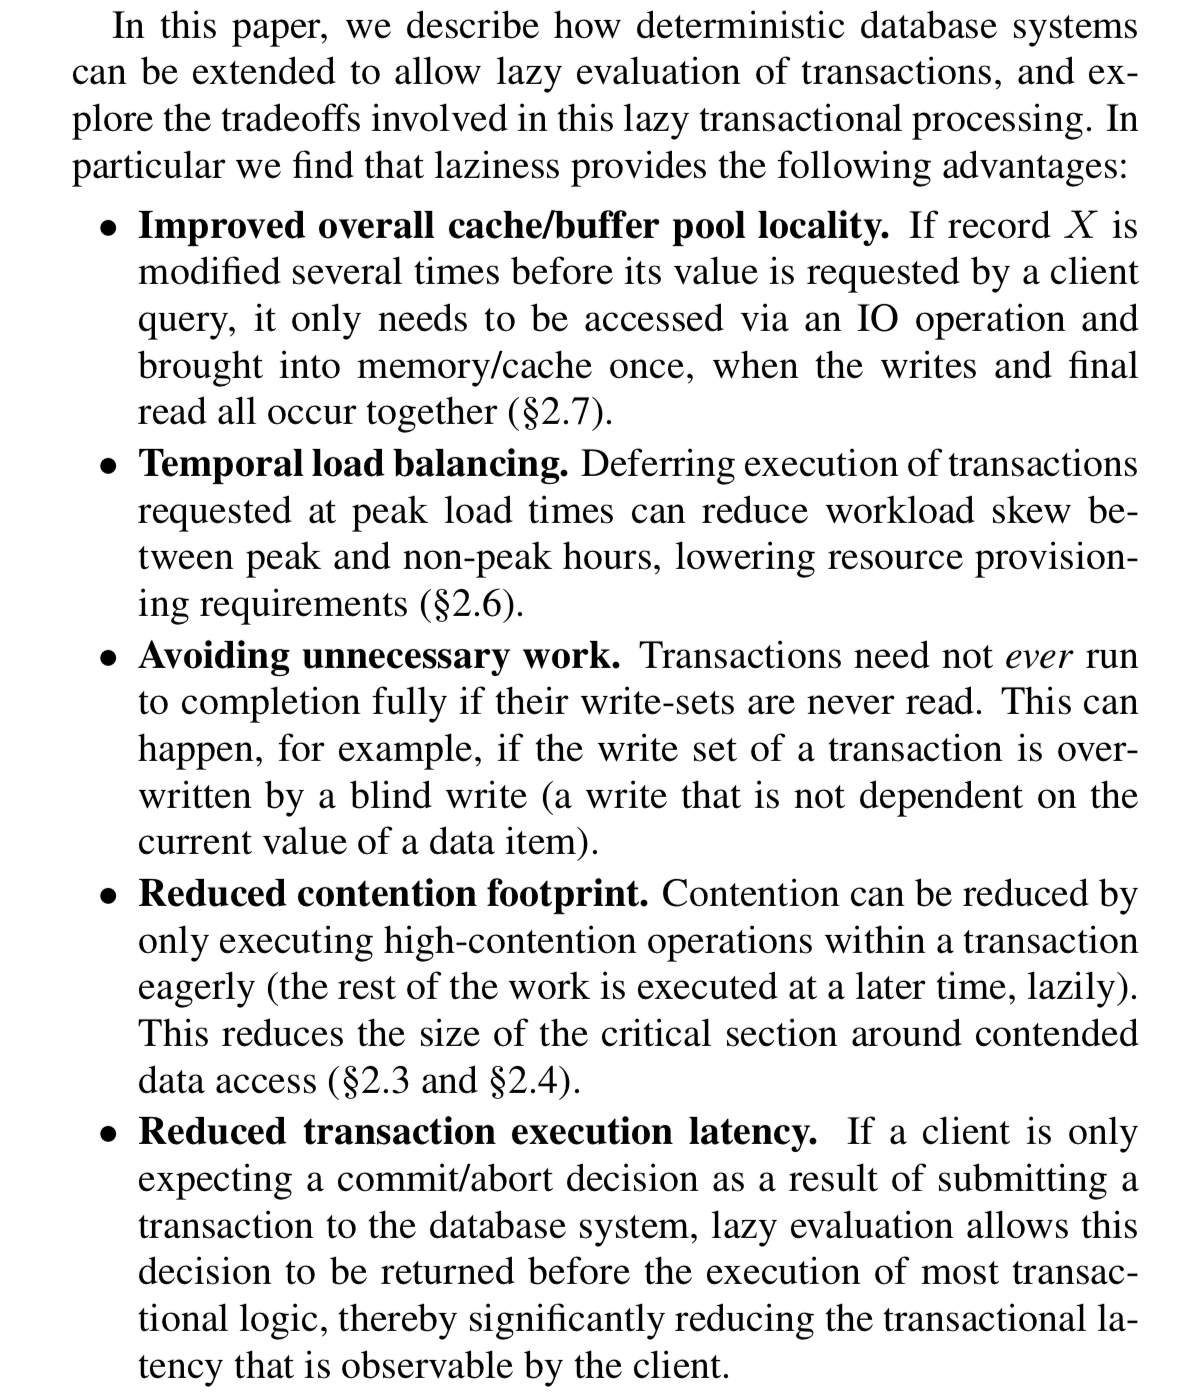 In this paper, we describe how deterministic database systems
can be extended to allow lazy evaluation of transactions, and ex-
plore the tradeoffs involved in this lazy transactional processing. In
particular we find that laziness provides the following advantages:
• Improved overall cache/buffer pool locality. If record X is
modified several times before its value is requested by a client
query, it only needs to be accessed via an IO operation and
brought into memory/cache once, when the writes and final
read all occur together (§2.7).
• Temporal load balancing. Deferring execution of transactions
requested at peak load times can reduce workload skew be-
tween peak and non-peak hours, lowering resource provision-
ing requirements (§2.6).
• Avoiding unnecessary work. Transactions need not ever run
to completion fully if their write-sets are never read. This can
happen, for example, if the write set of a transaction is over-
written by a blind write (a write that is not dependent on the
current value of a data item).
• Reduced contention footprint. Contention can be reduced by
only executing high-contention operations within a transaction
eagerly (the rest of the work is executed at a later time, lazily).
This reduces the size of the critical section around contended
data access (§2.3 and §2.4).
• Reduced transaction execution latency. If a client is only
expecting a commit/abort decision as a result of submitting a
transaction to the database system, lazy evaluation allows this
decision to be returned before the execution of most transac-
tional logic, thereby significantly reducing the transactional la-
tency that is observable by the client.